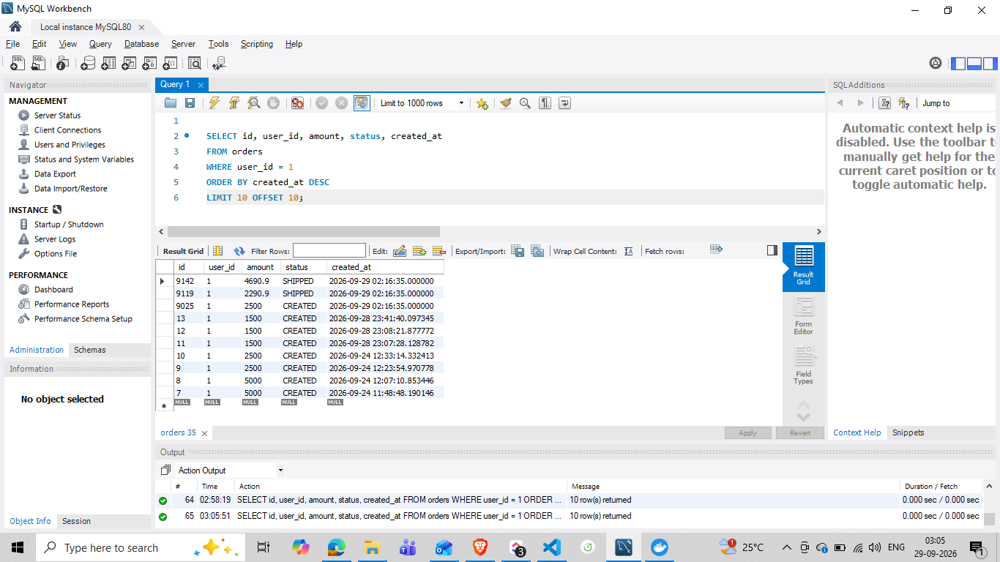 MySQL Workbench
Local instance MySQL80
File Edit View Query Database Server Tools Scripting Help
Navigator
MANAGEMENT
Server Status
Client Connections
Users and Privileges
Status and System Variables
Data Export
Data Import/Restore
INSTANCE
Startup / Shutdown
Server Logs
Options File
PERFORMANCE
Dashboard
Performance Reports
Performance Schema Setup
Administration Schemas
Information
No object selected
Object Info Session
Query 1
Limit to 1000 rows
1
2 SELECT id, user_id, amount, status, created_at
3 FROM orders
4 WHERE user_id = 1
5 ORDER BY created_at DESC
6 LIMIT 10 OFFSET 10;
Result Grid Filter Rows: Edit: Export/Import: Wrap Cell Content: Fetch rows:
id user_id amount status created_at
9142 1 4690.9 SHIPPED 2026-09-29 02:16:35.000000
9119 1 2290.9 SHIPPED 2026-09-29 02:16:35.000000
9025 1 2500 CREATED 2026-09-29 02:16:35.000000
13 1 1500 CREATED 2026-09-28 23:41:40.097345
12 1 1500 CREATED 2026-09-28 23:08:21.877772
11 1 1500 CREATED 2026-09-28 23:07:28.128782
10 1 2500 CREATED 2026-09-24 12:33:14.332413
9 1 2500 CREATED 2026-09-24 12:23:54.970778
8 1 5000 CREATED 2026-09-24 12:07:10.853446
7 1 5000 CREATED 2026-09-24 11:48:48.190146
NULL NULL NULL NULL NULL
Result
Grid
Form
Editor
Field
Types
orders 35 Apply Revert
SQLAdditions
Jump to
Automatic context help is
disabled. Use the toolbar t
manually get help for the
current caret position or to
toggle automatic help.
Context Help Snippets
Output
Action Output
# Time Action Message Duration / Fetch
64 02:58:19 SELECT id, user_id, amount, status, created_at FROM orders WHERE user_id = 1 ORDER ... 10 row(s) returned 0.000 sec / 0.000 sec
65 03:05:51 SELECT id, user_id, amount, status, created_at FROM orders WHERE user_id = 1 ORDER ... 10 row(s) returned 0.000 sec / 0.000 sec
Type here to search
3
1
25°C
ENG
03:05
29-09-2026
1